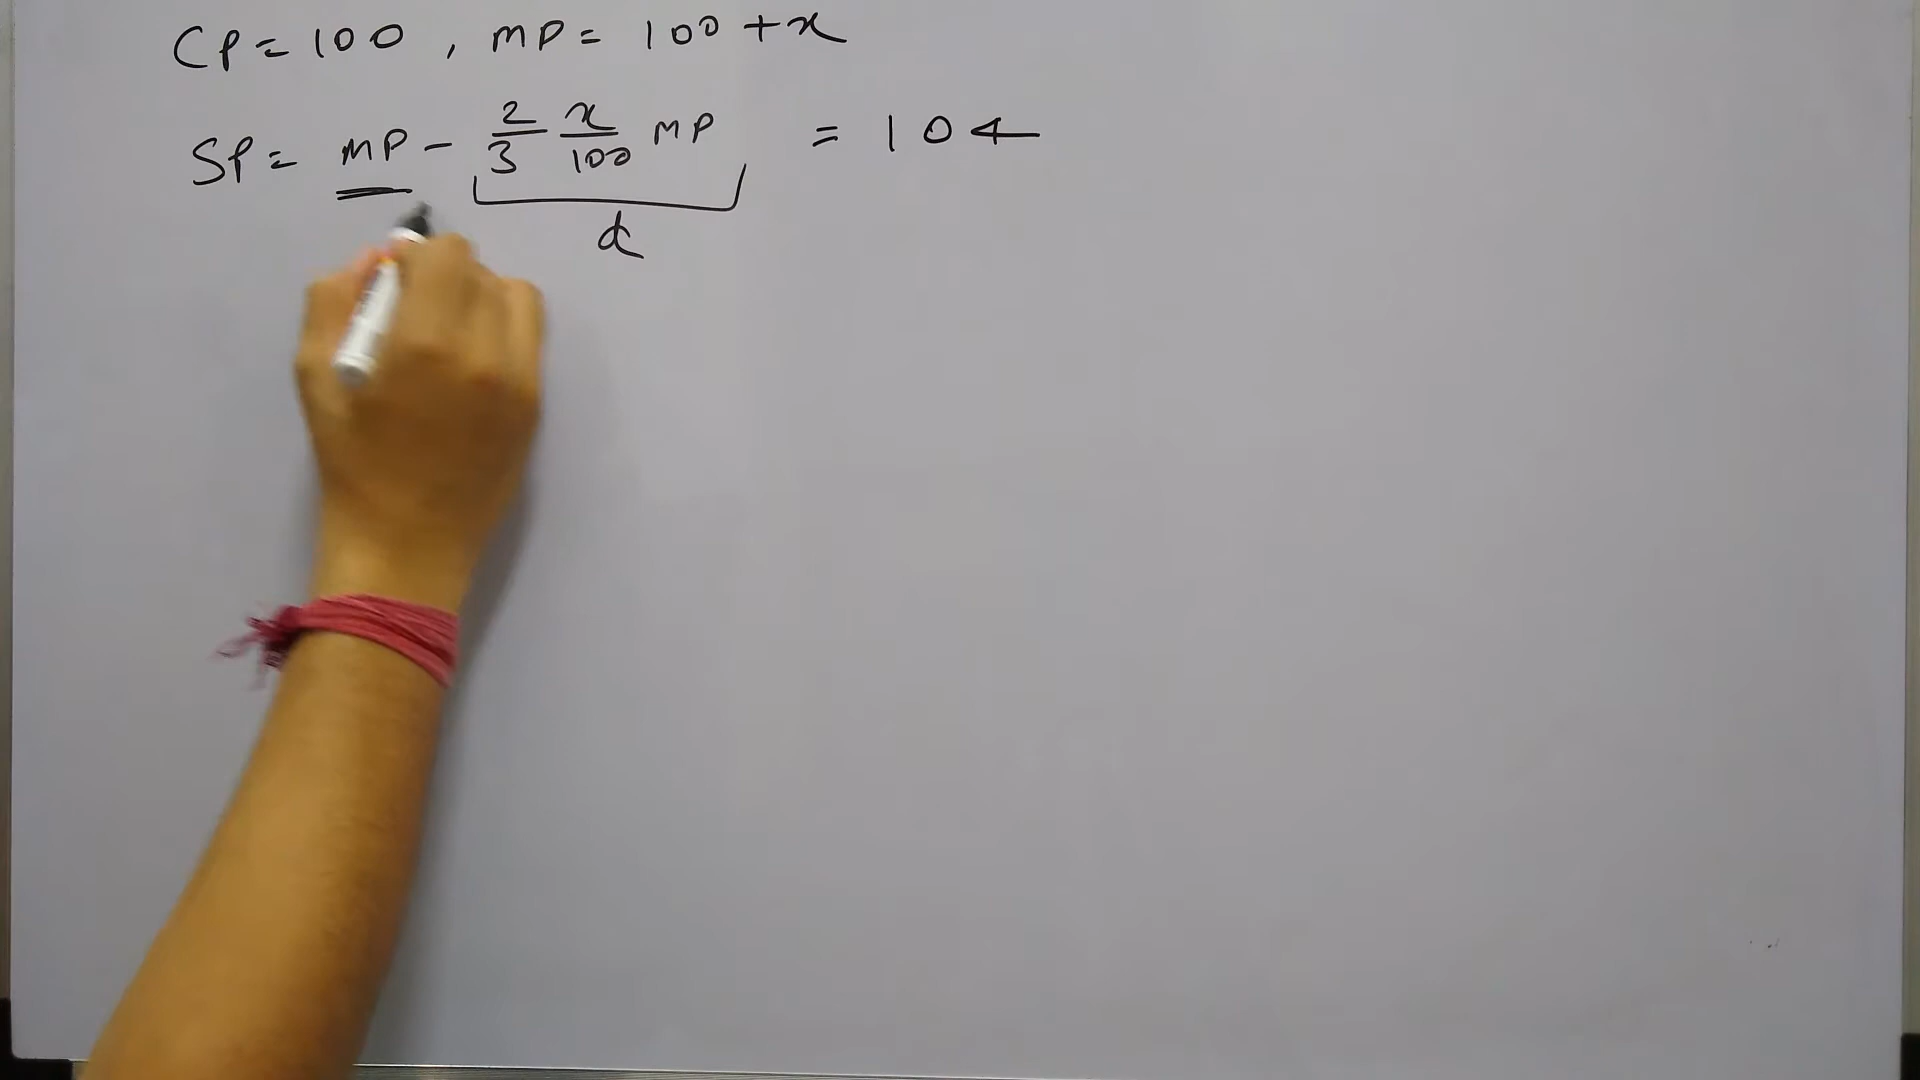 CP = 100 , MP = 100 + x
SP = MP - 2/3 x/100 MP = 104
d